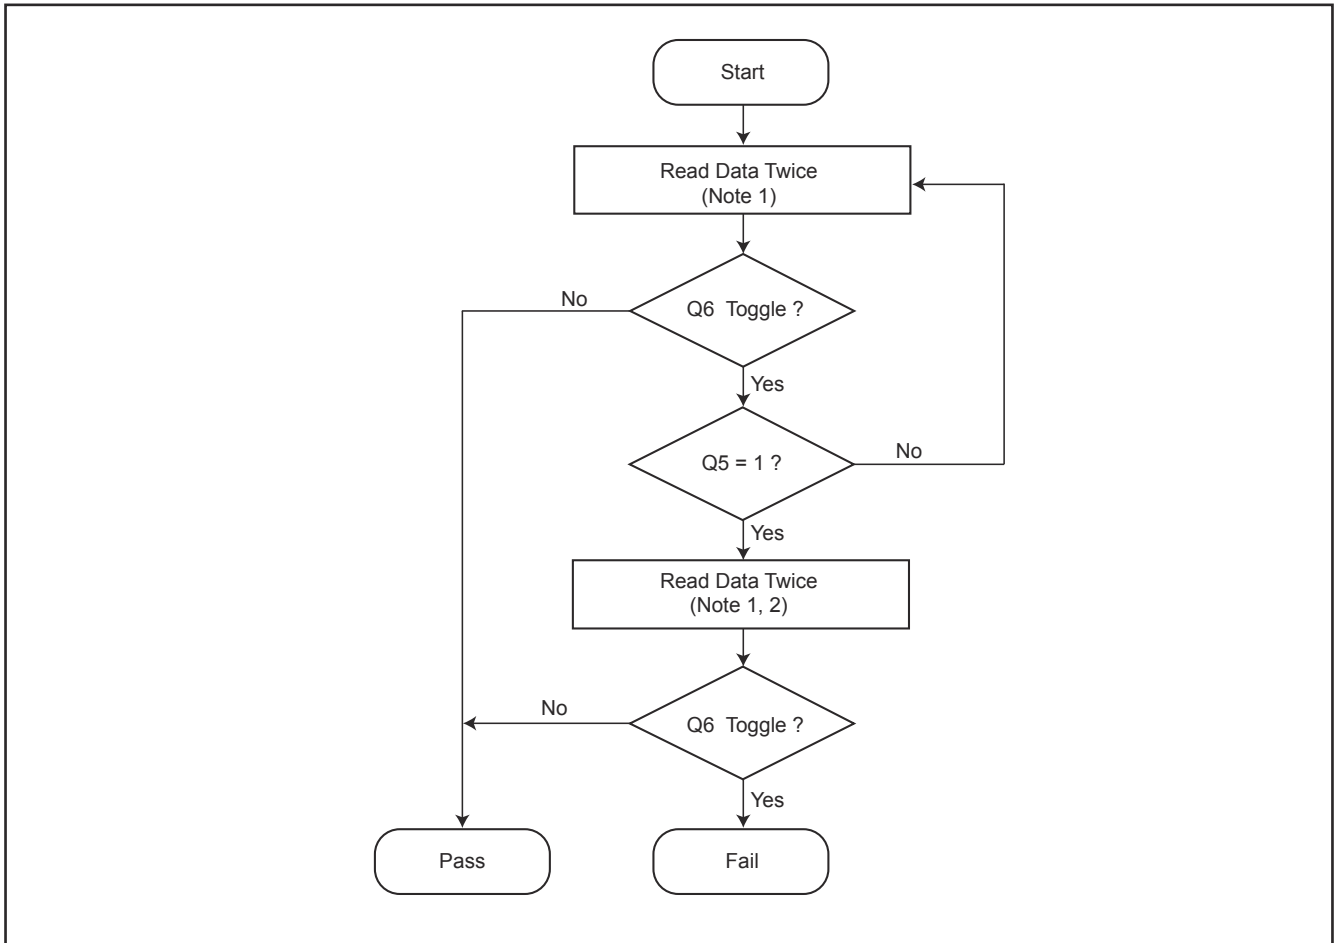 Start
Read Data Twice
(Note 1)
No
Q6 Toggle ?
Yes
Q5 = 1 ?
No
Yes
Read Data Twice
(Note 1, 2)
No
Q6 Toggle ?
Yes
Pass
Fail